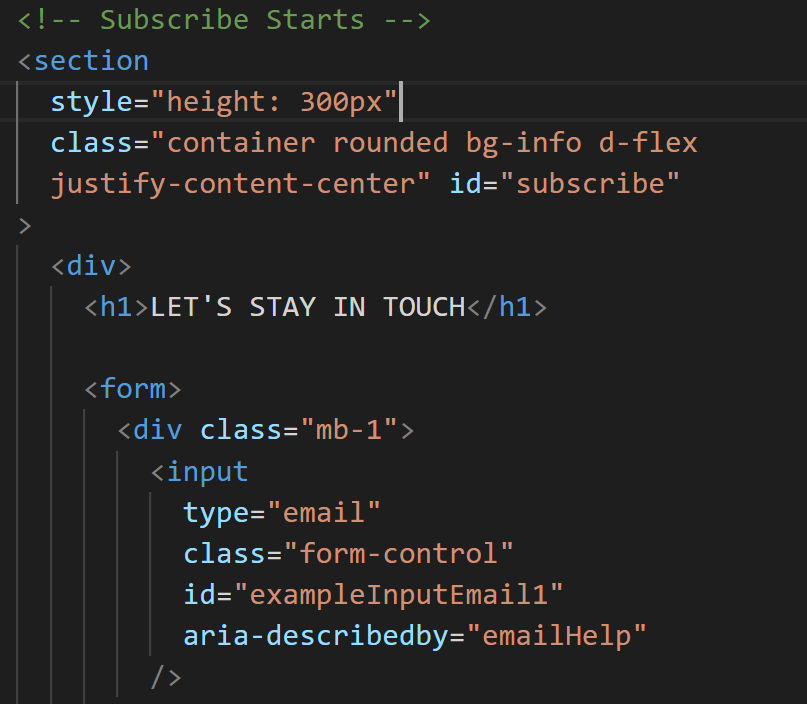 <!-- Subscribe Starts -->
<section
style="height: 300px"
class="container rounded bg-info d-flex
justify-content-center" id="subscribe"
>
<div>
<h1>LET'S STAY IN TOUCH</h1>
<form>
<div class="mb-1">
<input
type="email"
class="form-control"
id="exampleInputEmail1"
aria-describedby="emailHelp"
/>